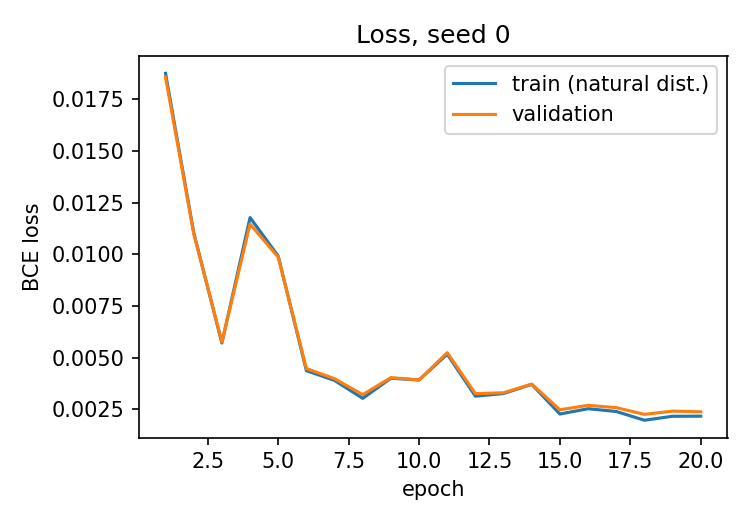 Loss, seed 0
train (natural dist.)
validation
BCE loss
0.0175
0.0150
0.0125
0.0100
0.0075
0.0050
0.0025
2.5 5.0 7.5 10.0 12.5 15.0 17.5 20.0
epoch